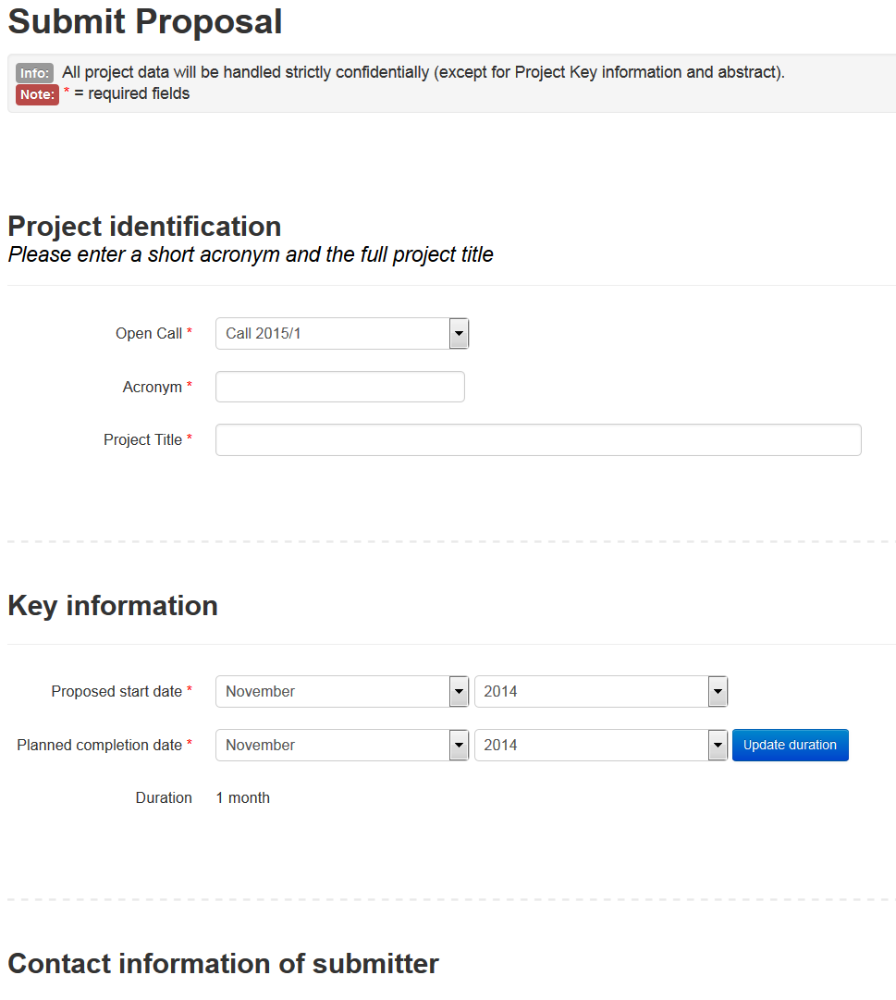 Submit Proposal
Info: All project data will be handled strictly confidentially (except for Project Key information and abstract).
Note: * = required fields
Project identification
Please enter a short acronym and the full project title
Open Call * Call 2015/1
Acronym *
Project Title *
Key information
Proposed start date * November 2014
Planned completion date * November 2014 Update duration
Duration 1 month
Contact information of submitter